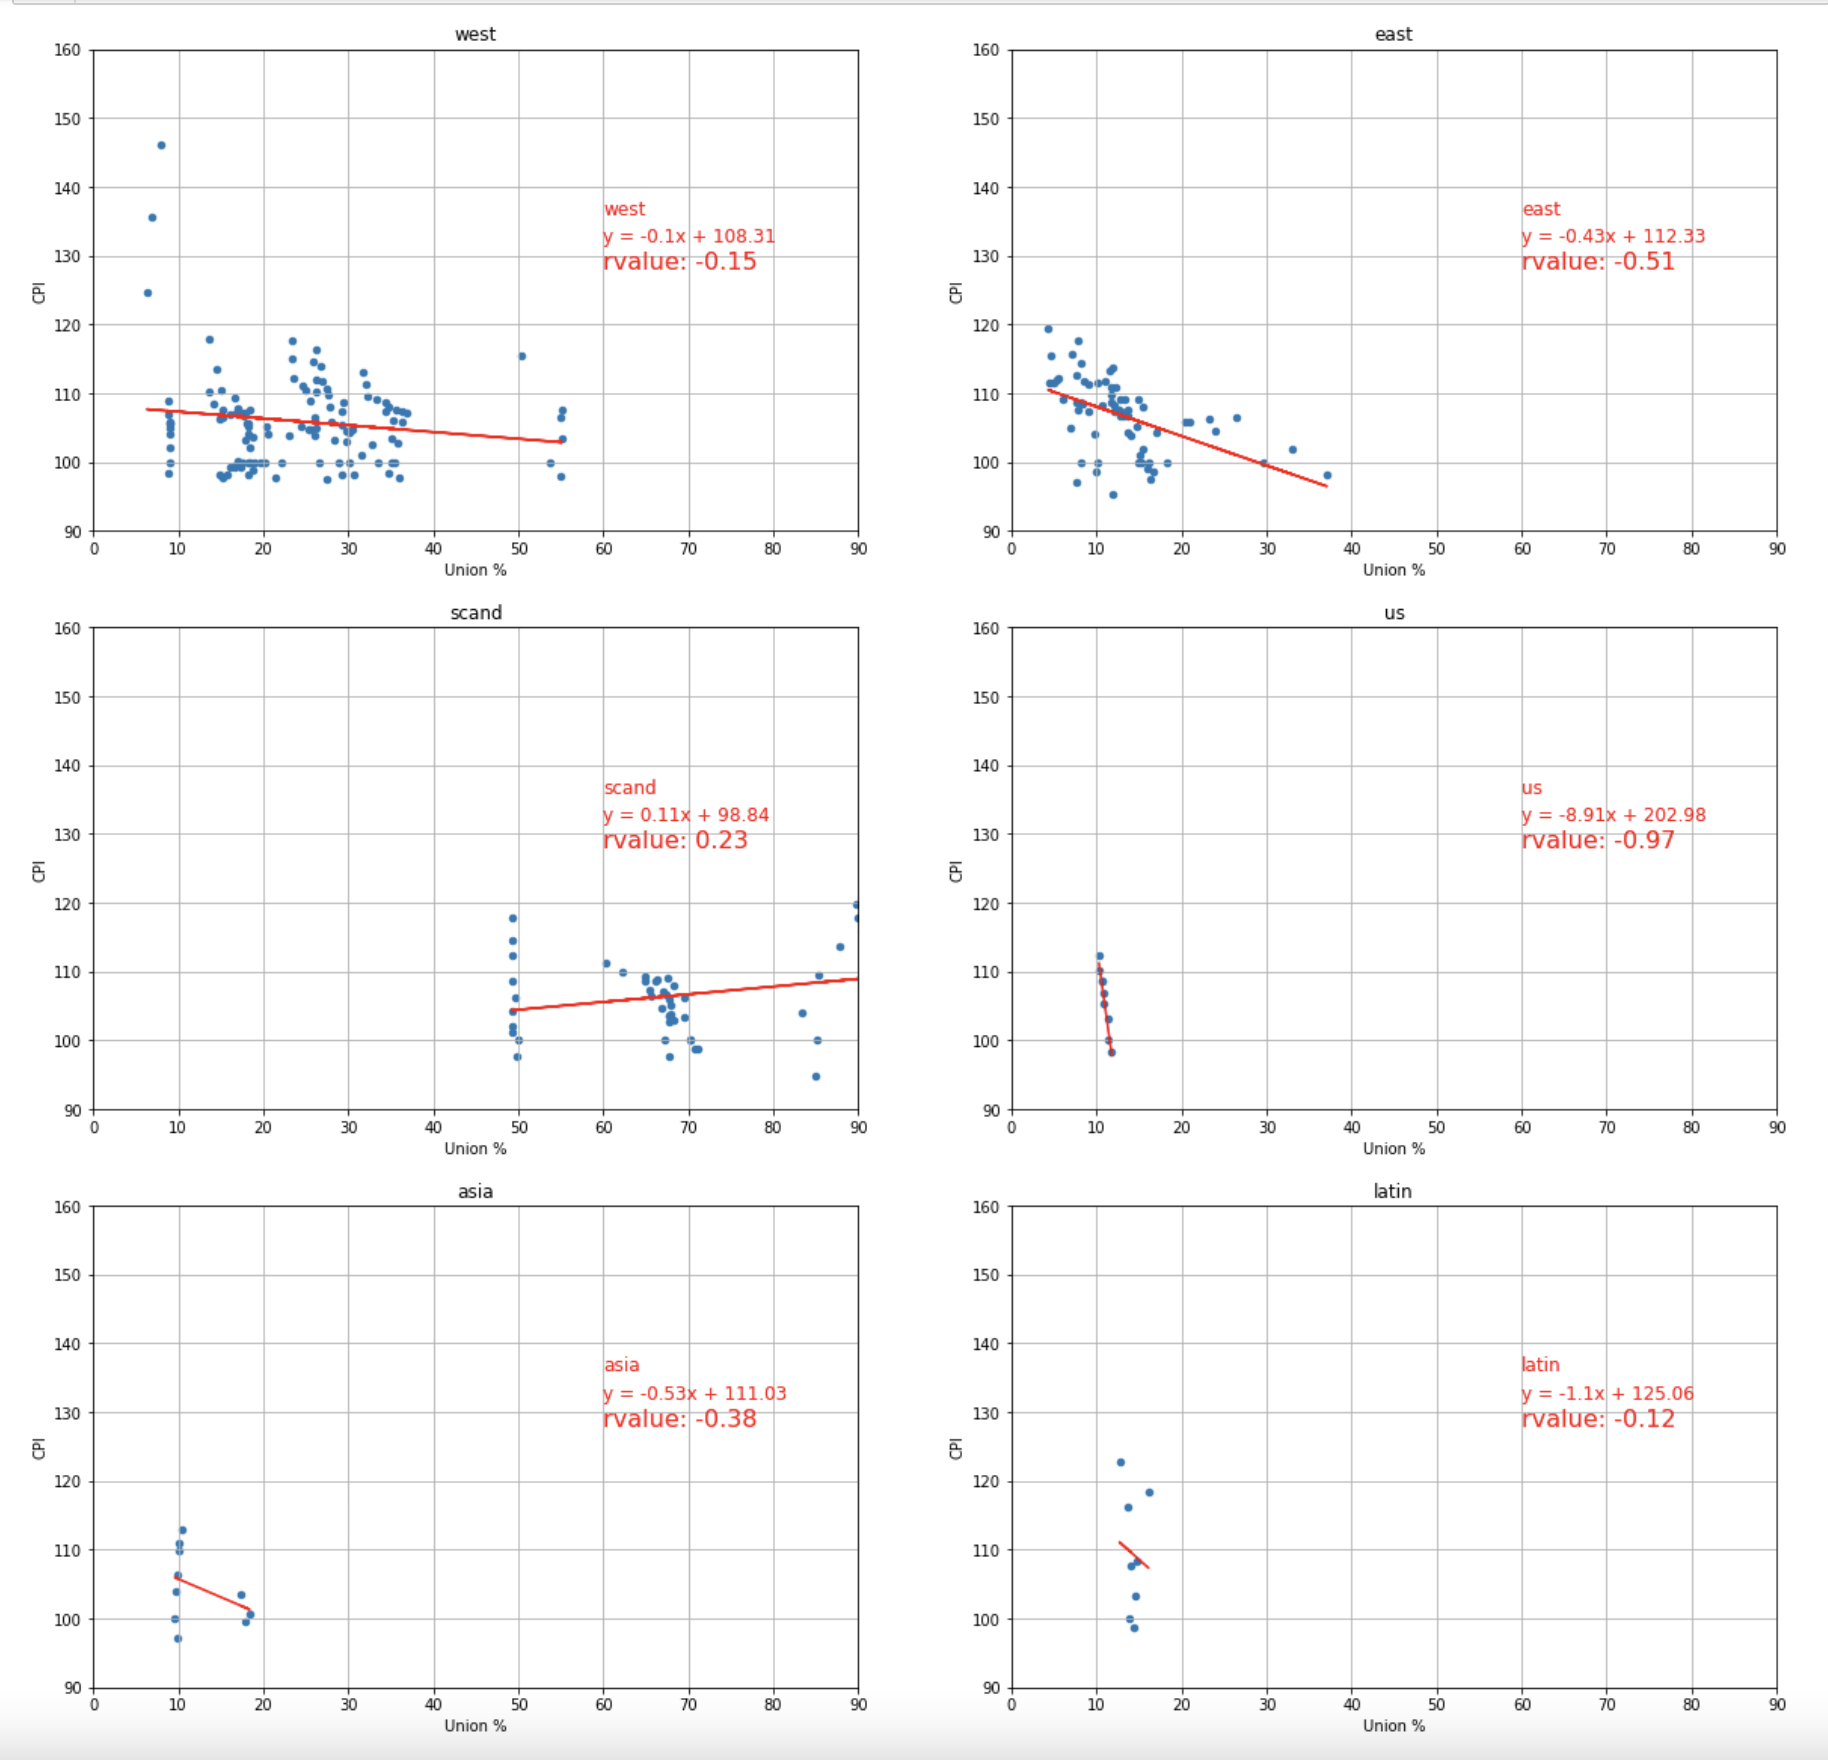 west
160
150
140
130
120
110
100
90
CPI
west
y = -0.1x + 108.31
rvalue: -0.15
0 10 20 30 40 50 60 70 80 90
Union %
east
160
150
140
130
120
110
100
90
CPI
east
y = -0.43x + 112.33
rvalue: -0.51
0 10 20 30 40 50 60 70 80 90
Union %
scand
160
150
140
130
120
110
100
90
CPI
scand
y = 0.11x + 98.84
rvalue: 0.23
0 10 20 30 40 50 60 70 80 90
Union %
us
160
150
140
130
120
110
100
90
CPI
us
y = -8.91x + 202.98
rvalue: -0.97
0 10 20 30 40 50 60 70 80 90
Union %
asia
160
150
140
130
120
110
100
90
CPI
asia
y = -0.53x + 111.03
rvalue: -0.38
0 10 20 30 40 50 60 70 80 90
Union %
latin
160
150
140
130
120
110
100
90
CPI
latin
y = -1.1x + 125.06
rvalue: -0.12
0 10 20 30 40 50 60 70 80 90
Union %